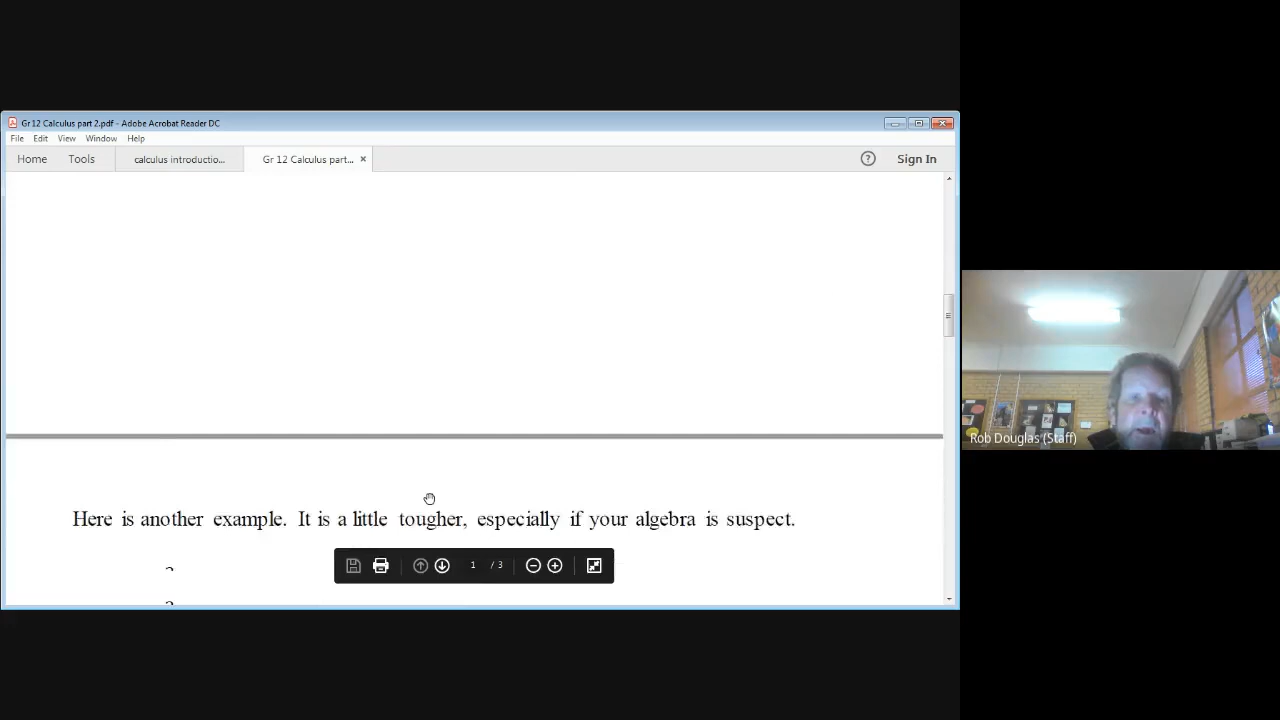 Gr 12 Calculus part 2.pdf - Adobe Acrobat Reader DC
File Edit View Window Help
Home Tools calculus introductio... Gr 12 Calculus part... × ? Sign In
Here is another example. It is a little tougher, especially if your algebra is suspect.
1 / 3
Rob Douglas (Staff)